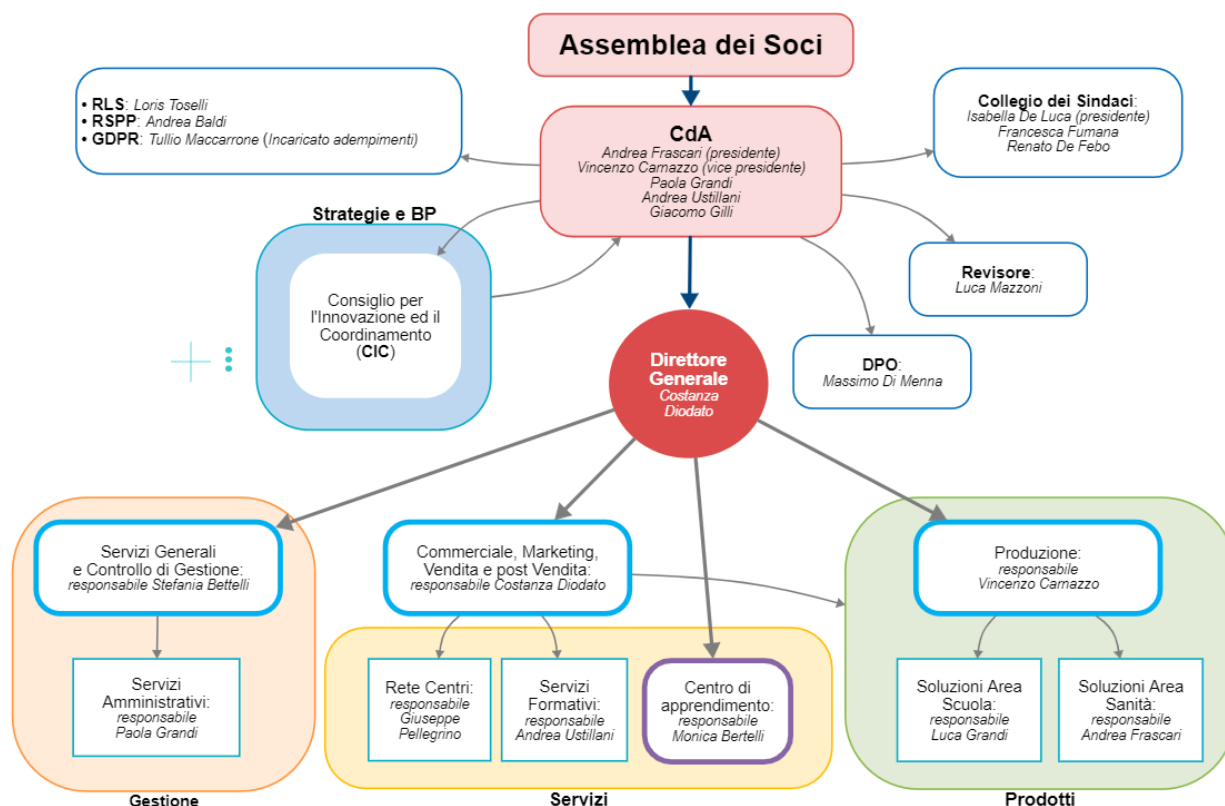 Assemblea dei Soci
• RLS: Loris Toselli
• RSPP: Andrea Baldi
• GDPR: Tullio Maccarrone (Incaricato adempimenti)
CdA
Andrea Frascari (presidente)
Vincenzo Carnazzo (vice presidente)
Paola Grandi
Andrea Ustillani
Giacomo Gilli
Collegio dei Sindaci:
Isabella De Luca (presidente)
Francesca Fumana
Renato De Febo
Strategie e BP
Consiglio per
l'Innovazione ed il
Coordinamento
(CIC)
Revisore:
Luca Mazzoni
DPO:
Massimo Di Menna
Direttore
Generale
Costanza
Diodato
Servizi Generali
e Controllo di Gestione:
responsabile Stefania Bettelli
Commerciale, Marketing,
Vendita e post Vendita:
responsabile Costanza Diodato
Produzione:
responsabile
Vincenzo Carnazzo
Servizi
Amministrativi:
responsabile
Paola Grandi
Rete Centri:
responsabile
Giuseppe
Pellegrino
Servizi
Formativi:
responsabile
Andrea Ustillani
Centro di
apprendimento:
responsabile
Monica Bertelli
Soluzioni Area
Scuola:
responsabile
Luca Grandi
Soluzioni Area
Sanità:
responsabile
Andrea Frascari
Gestione
Servizi
Prodotti